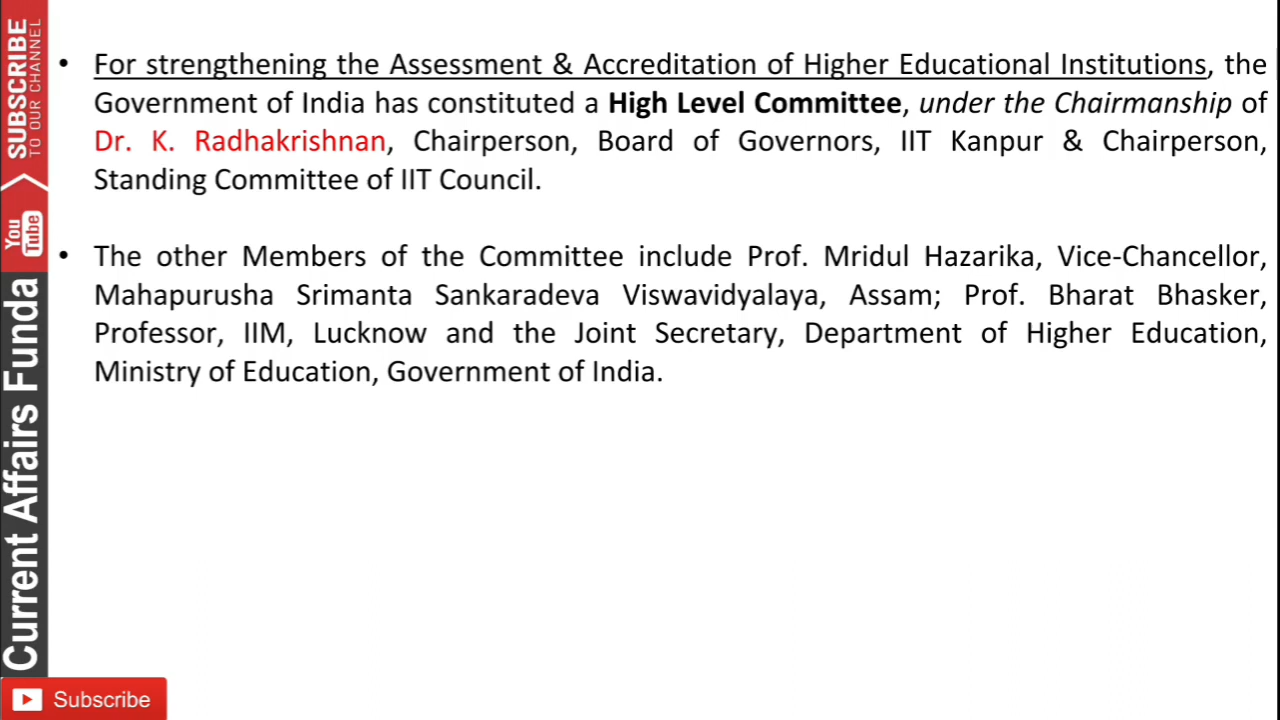 • For strengthening the Assessment & Accreditation of Higher Educational Institutions, the
Government of India has constituted a High Level Committee, under the Chairmanship of
Dr. K. Radhakrishnan, Chairperson, Board of Governors, IIT Kanpur & Chairperson,
Standing Committee of IIT Council.
• The other Members of the Committee include Prof. Mridul Hazarika, Vice-Chancellor,
Mahapurusha Srimanta Sankaradeva Viswavidyalaya, Assam; Prof. Bharat Bhasker,
Professor, IIM, Lucknow and the Joint Secretary, Department of Higher Education,
Ministry of Education, Government of India.
SUBSCRIBE
TO OUR CHANNEL
You
Tube
Current Affairs Funda
Subscribe